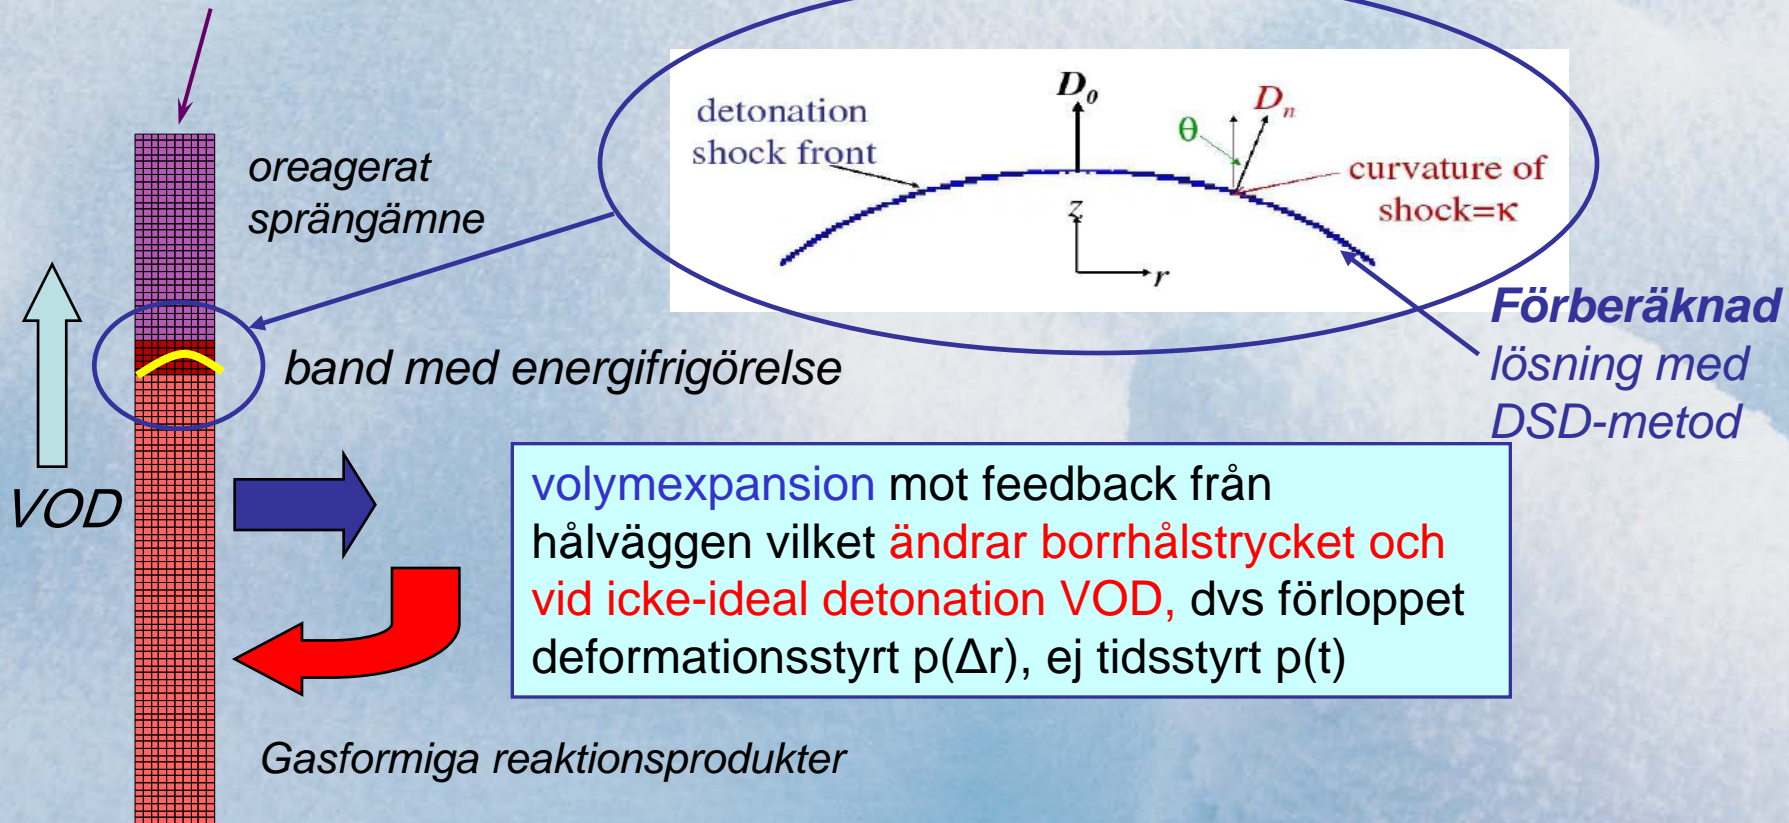 oreagerat
sprängämne
detonation
shock front
D₀
θ
Dₙ
curvature of
shock=κ
z
r
Förberäknad
lösning med
DSD-metod
band med energifrigörelse
VOD
volymexpansion mot feedback från
hålväggen vilket ändrar borrhålstrycket och
vid icke-ideal detonation VOD, dvs förloppet
deformationsstyrt p(Δr), ej tidsstyrt p(t)
Gasformiga reaktionsprodukter